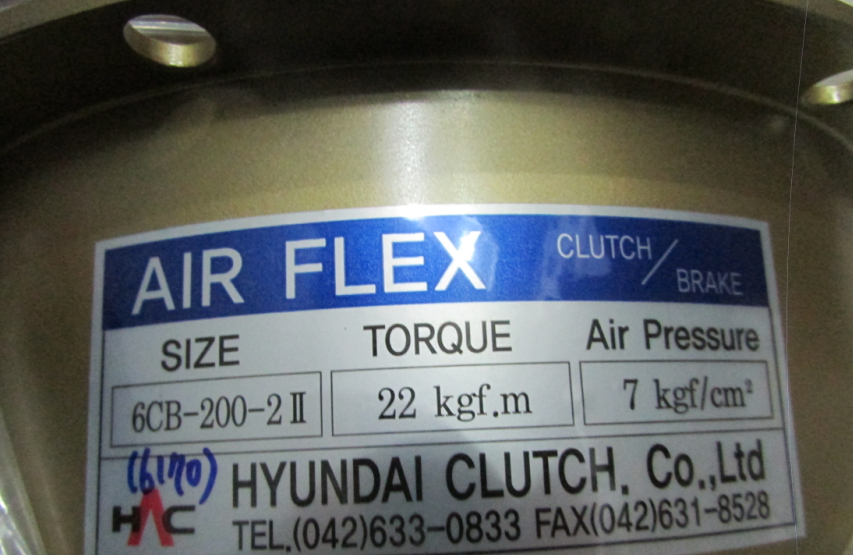 AIR FLEX CLUTCH/BRAKE
SIZE TORQUE Air Pressure
6CB-200-2Ⅱ 22 kgf.m 7 kgf/cm²
(6170) HYUNDAI CLUTCH. Co.,Ltd
HAC TEL.(042)633-0833 FAX(042)631-8528